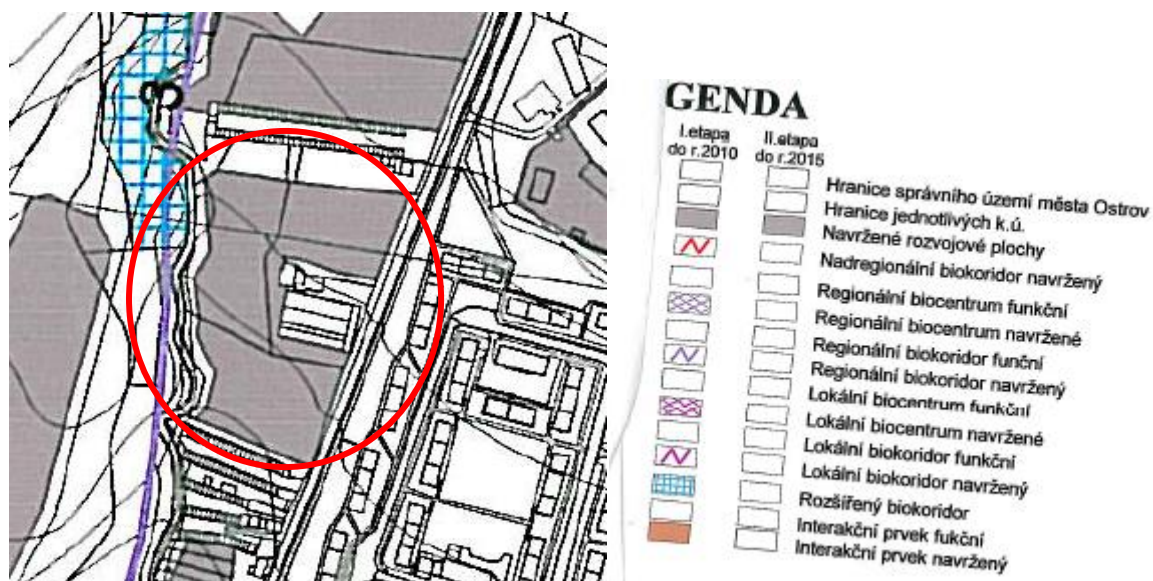 GENDA
I.etapa
do r.2010
II.etapa
do r.2015
Hranice správního území města Ostrov
Hranice jednotlivých k.ú.
Navržené rozvojové plochy
Nadregionální biokoridor navržený
Regionální biocentrum funkční
Regionální biocentrum navržené
Regionální biokoridor funční
Regionální biokoridor navržený
Lokální biocentrum funkční
Lokální biocentrum navržené
Lokální biokoridor funkční
Lokální biokoridor navržený
Rozšířený biokoridor
Interakční prvek fukční
Interakční prvek navržený